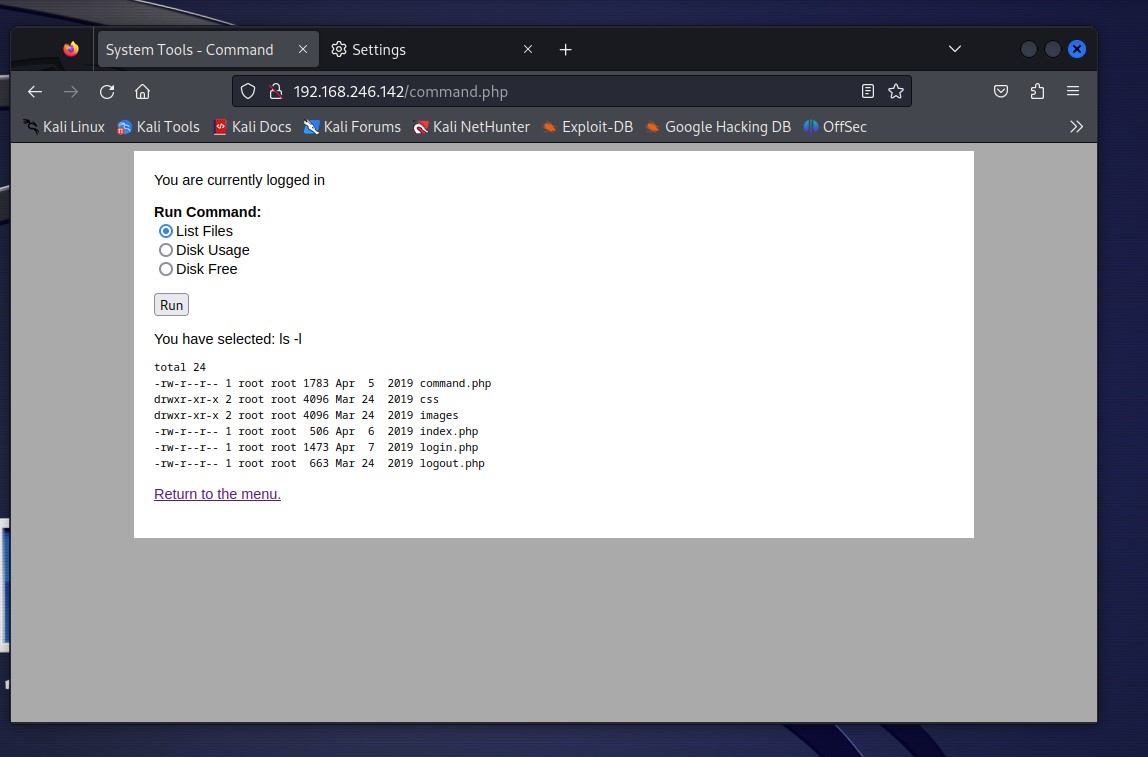 System Tools - Command
Settings
192.168.246.142/command.php
Kali Linux Kali Tools Kali Docs Kali Forums Kali NetHunter Exploit-DB Google Hacking DB OffSec
You are currently logged in
Run Command:
List Files
Disk Usage
Disk Free
Run
You have selected: ls -l
total 24
-rw-r--r-- 1 root root 1783 Apr  5  2019 command.php
drwxr-xr-x 2 root root 4096 Mar 24  2019 css
drwxr-xr-x 2 root root 4096 Mar 24  2019 images
-rw-r--r-- 1 root root  506 Apr  6  2019 index.php
-rw-r--r-- 1 root root 1473 Apr  7  2019 login.php
-rw-r--r-- 1 root root  663 Mar 24  2019 logout.php
Return to the menu.